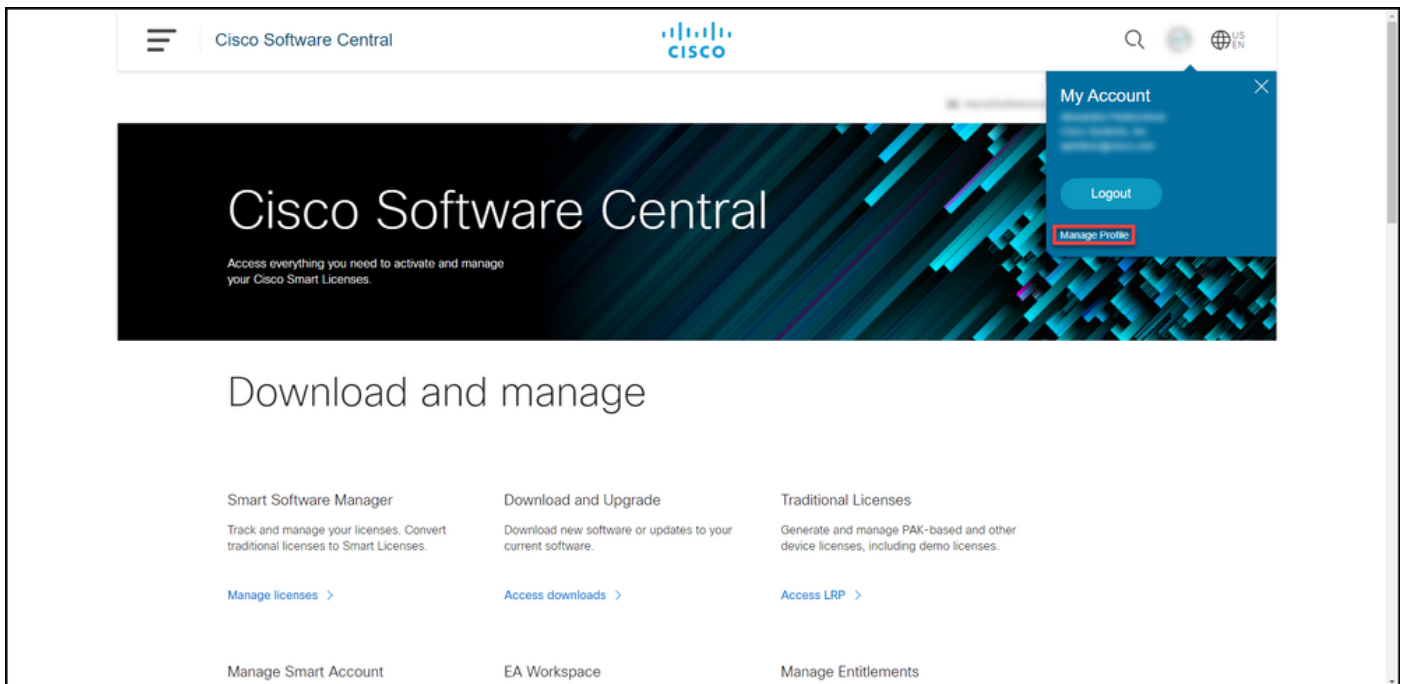 Cisco Software Central
CISCO
US
EN
My Account
Logout
Manage Profile
Cisco Software Central
Access everything you need to activate and manage
your Cisco Smart Licenses.
Download and manage
Smart Software Manager
Track and manage your licenses. Convert
traditional licenses to Smart Licenses.
Manage licenses >
Download and Upgrade
Download new software or updates to your
current software.
Access downloads >
Traditional Licenses
Generate and manage PAK-based and other
device licenses, including demo licenses.
Access LRP >
Manage Smart Account
EA Workspace
Manage Entitlements